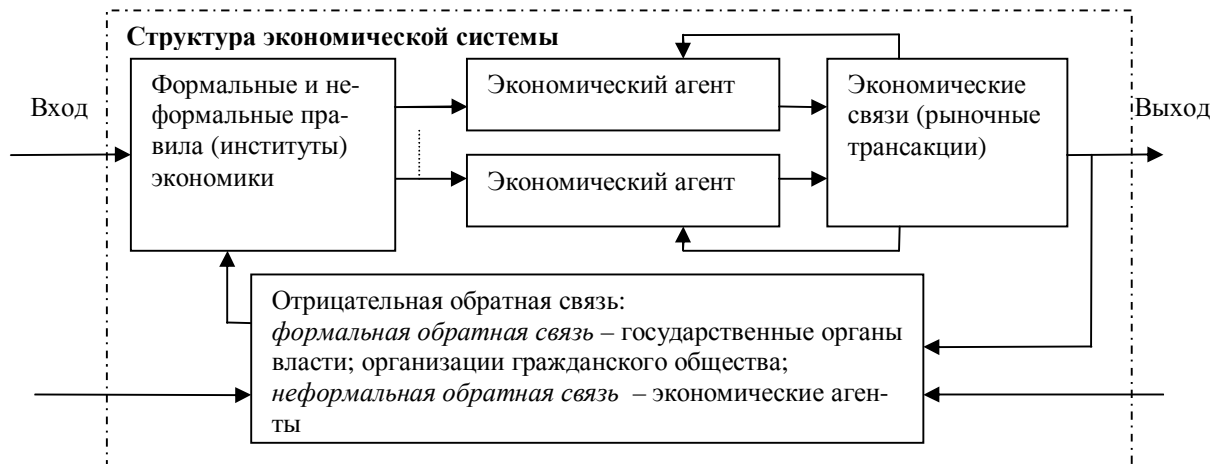 Структура экономической системы
Вход
Формальные и не-
формальные пра-
вила (институты)
экономики
Экономический агент
Экономический агент
Экономические
связи (рыночные
трансакции)
Выход
Отрицательная обратная связь:
формальная обратная связь – государственные органы
власти; организации гражданского общества;
неформальная обратная связь – экономические аген-
ты